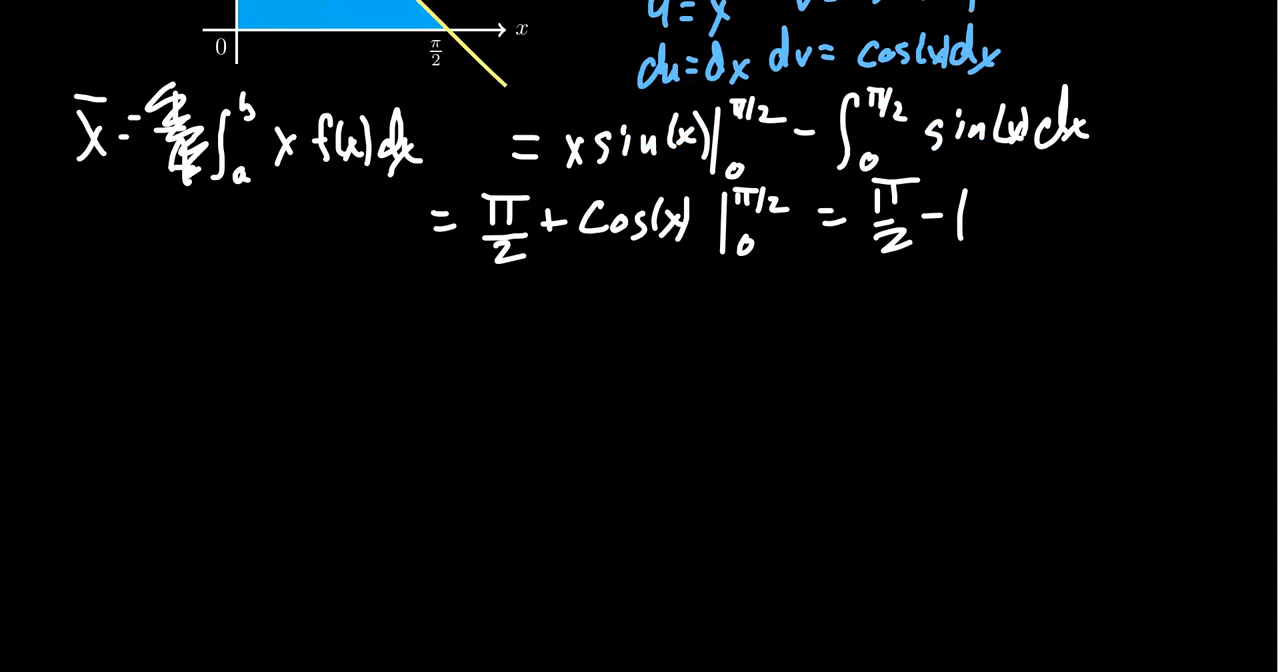 u = x
0
π/2
x
du = dx dv = cos(x)dx
x̄ = ∫_a^b x f(x) dx = x sin(x)|_0^{π/2} - ∫_0^{π/2} sin(x) dx
= π/2 + cos(x) |_0^{π/2} = π/2 - 1